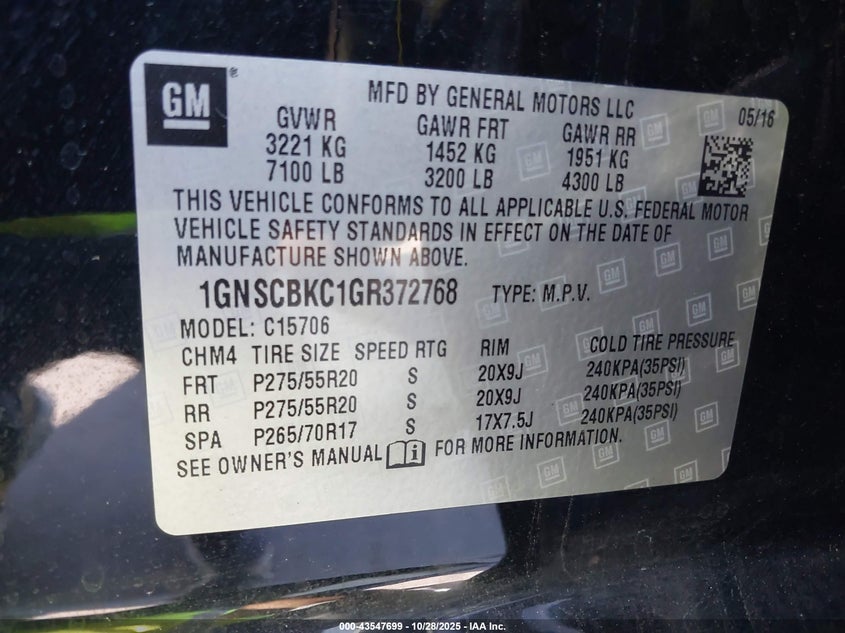 GM ®
MFD BY GENERAL MOTORS LLC
05/16
GVWR GAWR FRT GAWR RR
3221 KG 1452 KG 1951 KG
7100 LB 3200 LB 4300 LB
THIS VEHICLE CONFORMS TO ALL APPLICABLE U.S. FEDERAL MOTOR
VEHICLE SAFETY STANDARDS IN EFFECT ON THE DATE OF
MANUFACTURE SHOWN ABOVE.
1GNSCBKC1GR372768 TYPE: M.P.V.
MODEL: C15706
CHM4 TIRE SIZE SPEED RTG RIM COLD TIRE PRESSURE
FRT P275/55R20 S 20X9J 240KPA(35PSI)
RR P275/55R20 S 20X9J 240KPA(35PSI)
SPA P265/70R17 S 17X7.5J 240KPA(35PSI)
SEE OWNER'S MANUAL i FOR MORE INFORMATION.
000-43547699 - 10/28/2025 - IAA Inc.